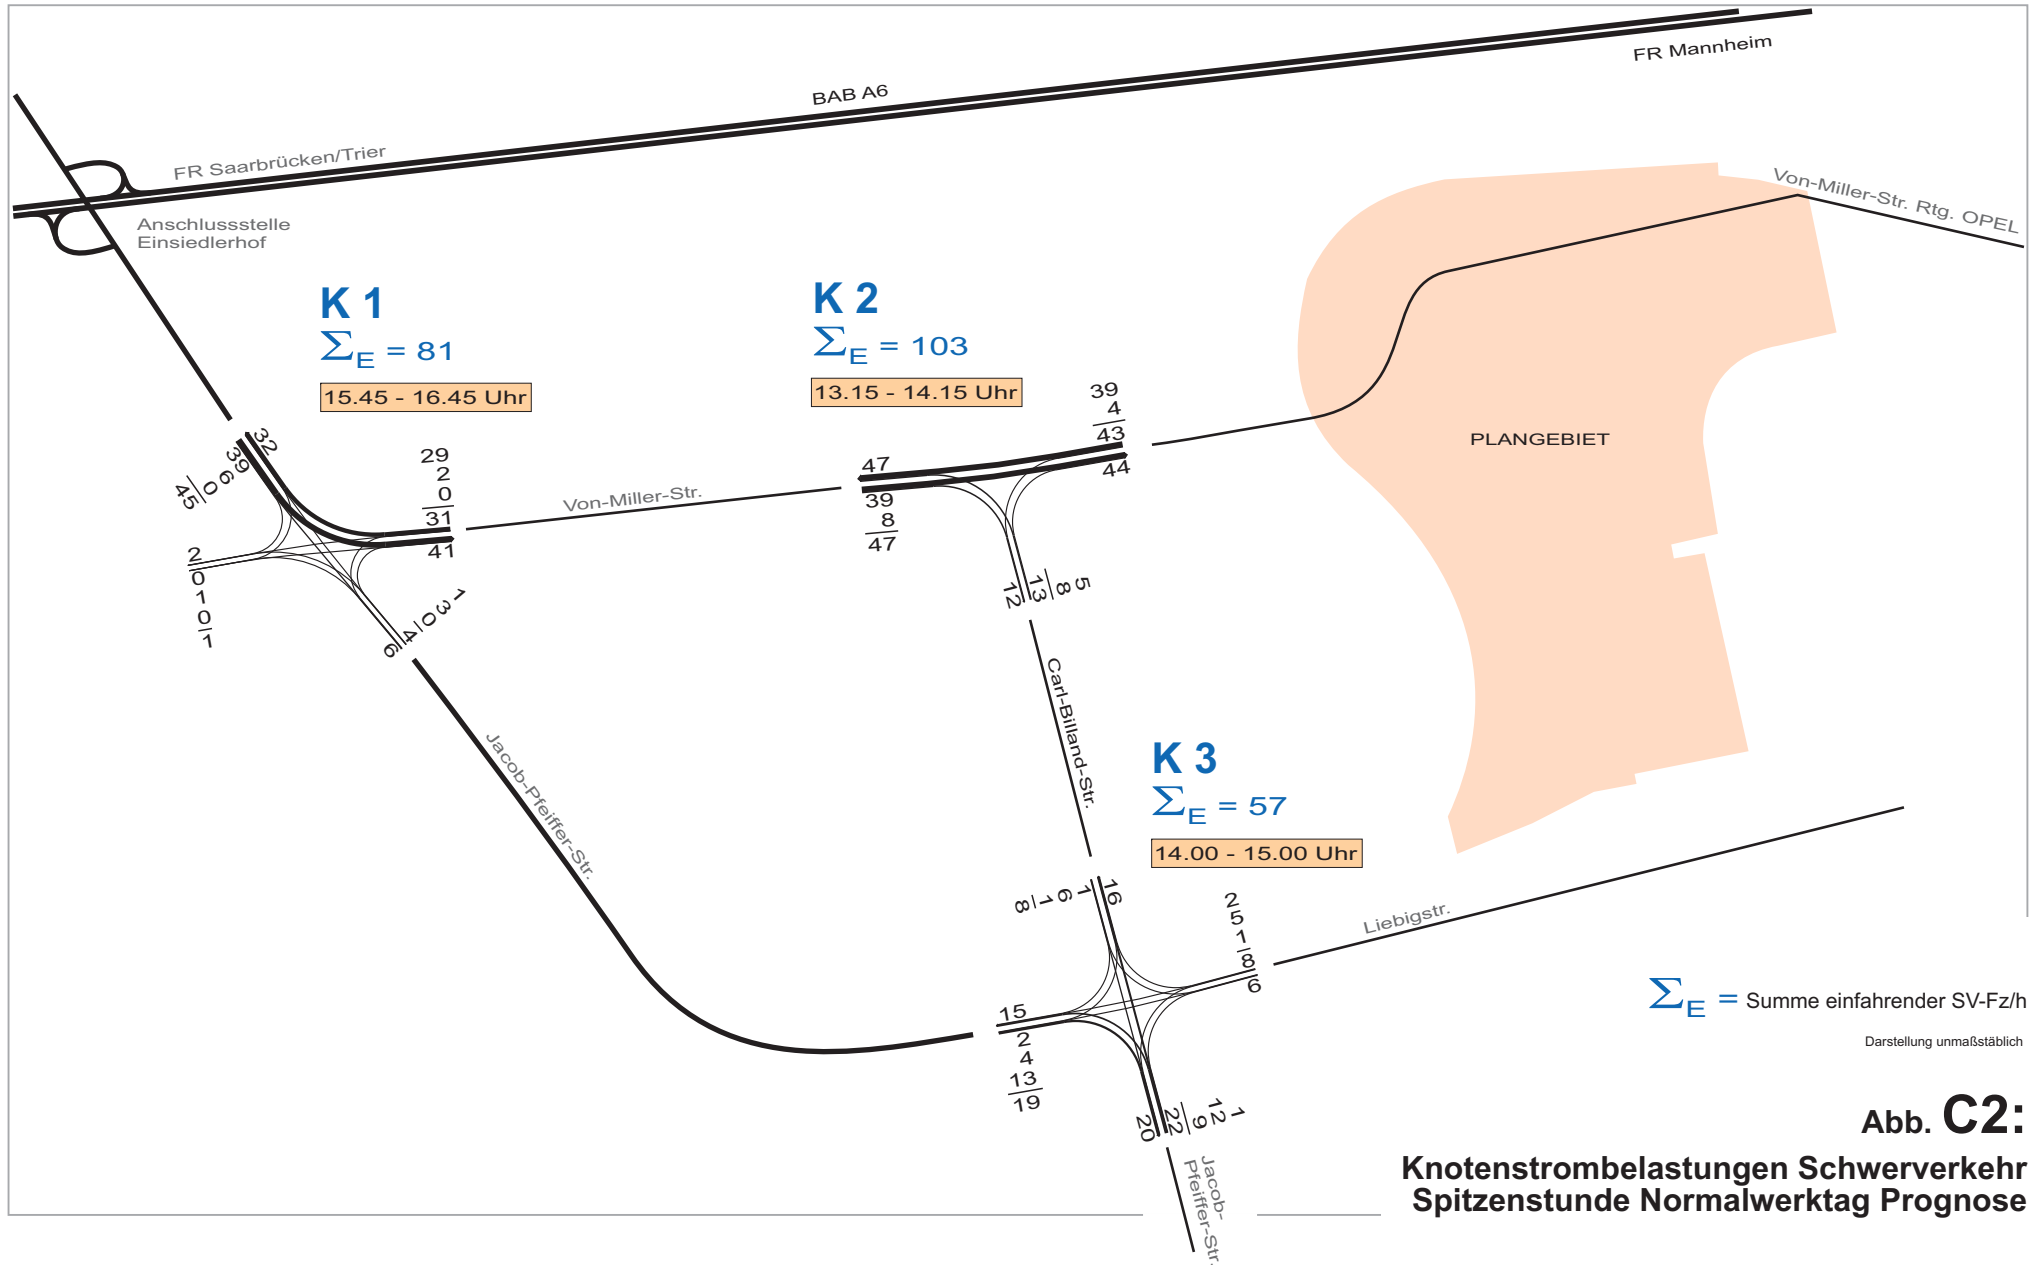 BAB A6
FR Mannheim
FR Saarbrücken/Trier
Anschlussstelle
Einsiedlerhof
Von-Miller-Str. Rtg. OPEL
K 1
ΣE = 81
15.45 - 16.45 Uhr
K 2
ΣE = 103
13.15 - 14.15 Uhr
PLANGEBIET
32
39
6
0
45
29
2
0
31
41
2
0
1
0
1
1
3
0
4
6
Von-Miller-Str.
47
39
8
47
39
4
43
44
12
13
8
5
Carl-Billand-Str.
Jacob-Pfeiffer-Str.
K 3
ΣE = 57
14.00 - 15.00 Uhr
8
1
6
1
16
2
5
1
8
6
Liebigstr.
15
2
4
13
19
20
22
9
12
1
Jacob-
Pfeiffer-Str.
ΣE = Summe einfahrender SV-Fz/h
Darstellung unmaßstäblich
Abb. C2:
Knotenstrombelastungen Schwerverkehr
Spitzenstunde Normalwerktag Prognose